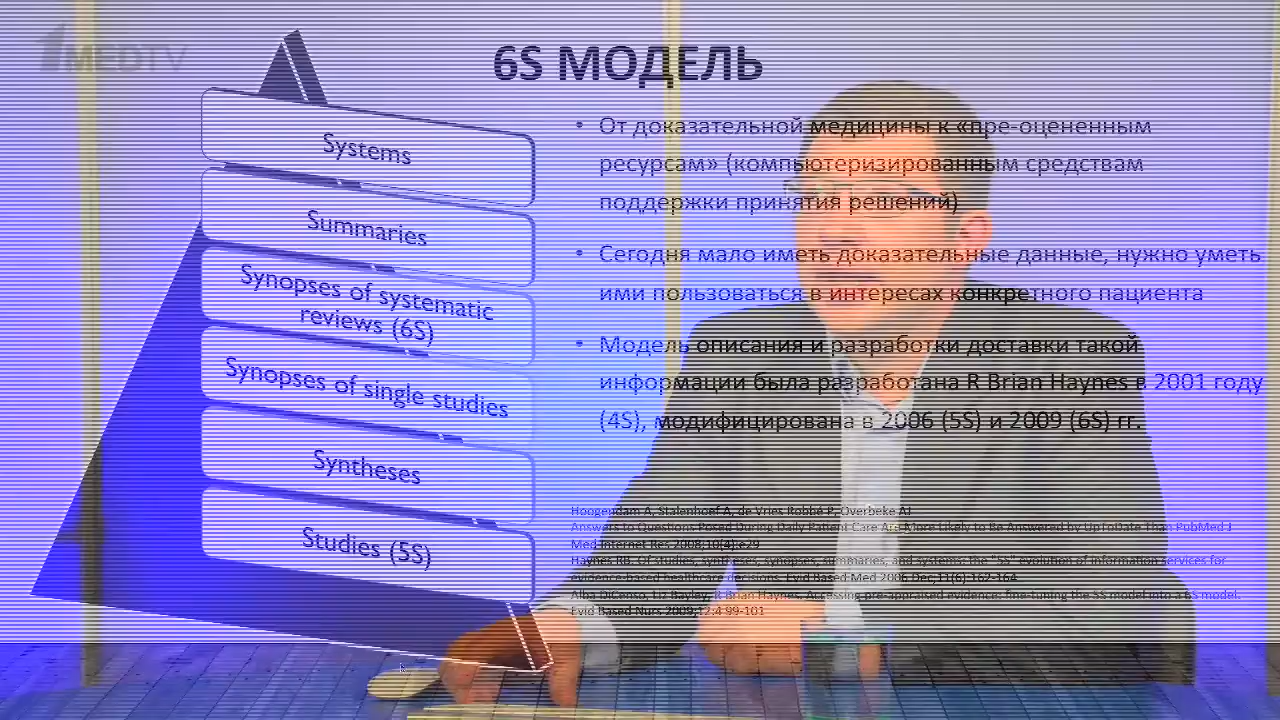 1MEDTV
6S МОДЕЛЬ
Systems
Summaries
Synopses of systematic
reviews (6S)
Synopses of single studies
Syntheses
Studies (5S)
• От доказательной медицины к «пре-оцененным
ресурсам» (компьютеризированным средствам
поддержки принятия решений)
• Сегодня мало иметь доказательные данные, нужно уметь
ими пользоваться в интересах конкретного пациента
• Модель описания и разработки доставки такой
информации была разработана R Brian Haynes в 2001 году
(4S), модифицирована в 2006 (5S) и 2009 (6S) гг.
Hoogendam A, Stalenhoef A, de Vries Robbé P, Overbeke AJ
Answers to Questions Posed During Daily Patient Care Are More Likely to Be Answered by UpToDate Than PubMed J
Med Internet Res 2008;10(4):e29
Haynes RB. Of studies, syntheses, synopses, summaries, and systems: the "5S" evolution of information services for
evidence-based healthcare decisions. Evid Based Med 2006 Dec;11(6):162-164.
Alba DiCenso, Liz Bayley, R Brian Haynes. Accessing pre-appraised evidence: fine-tuning the 5S model into a 6S model.
Evid Based Nurs 2009;12:4 99-101